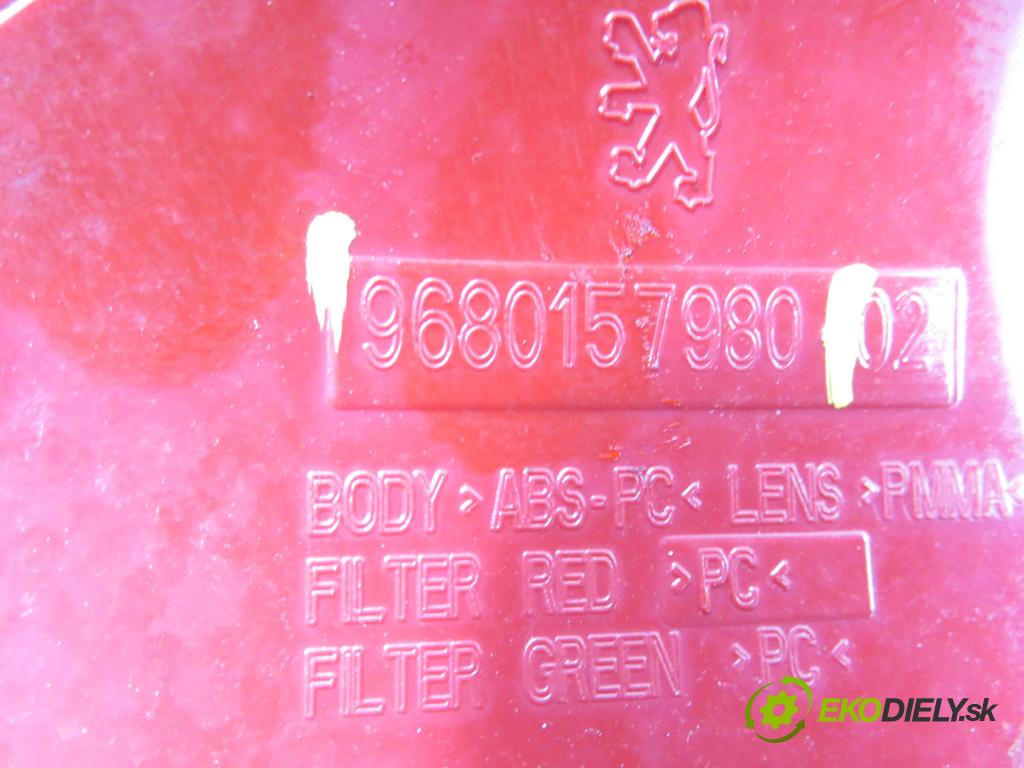 9680157980 02
BODY >ABS-PC< LENS >PMMA<
FILTER RED >PC<
FILTER GREEN >PC<
EKODIELY.sk